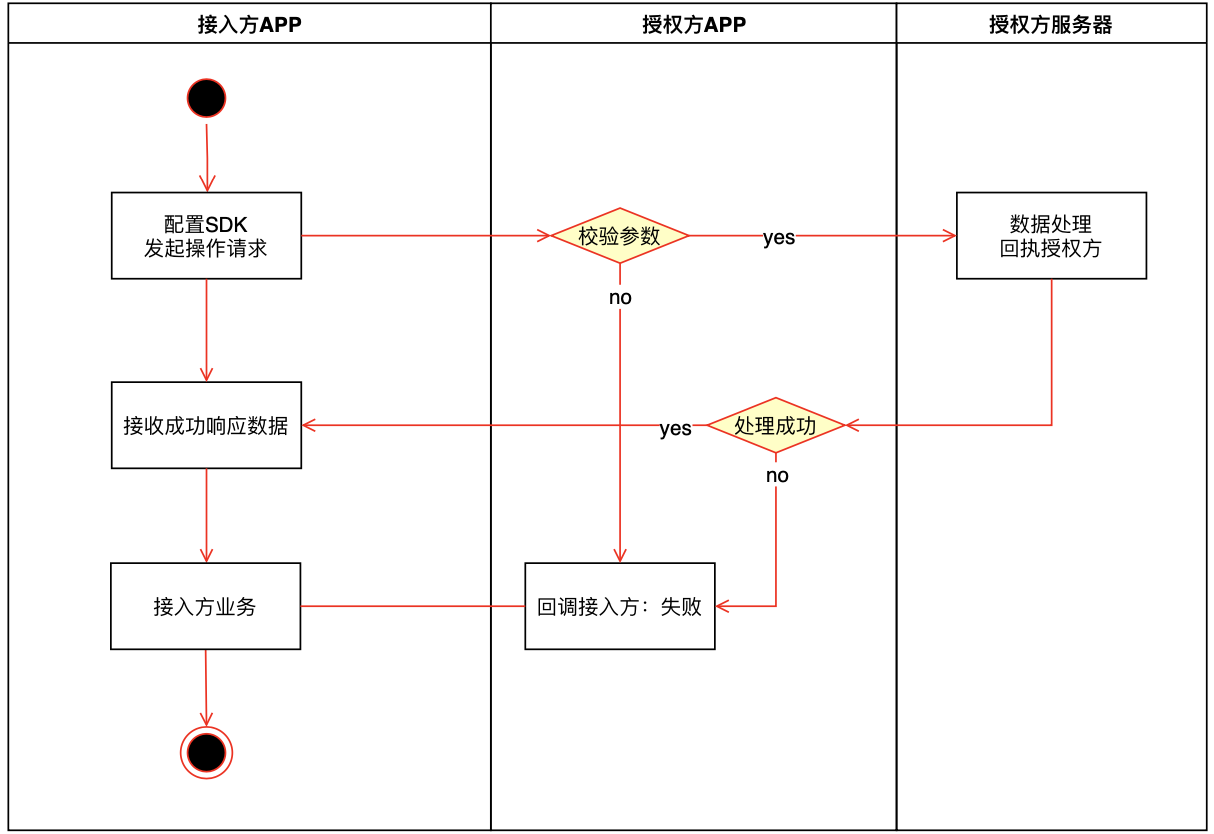 接入方APP
授权方APP
授权方服务器
配置SDK
发起操作请求
校验参数
yes
数据处理
回执授权方
no
接收成功响应数据
yes
处理成功
no
接入方业务
回调接入方：失败